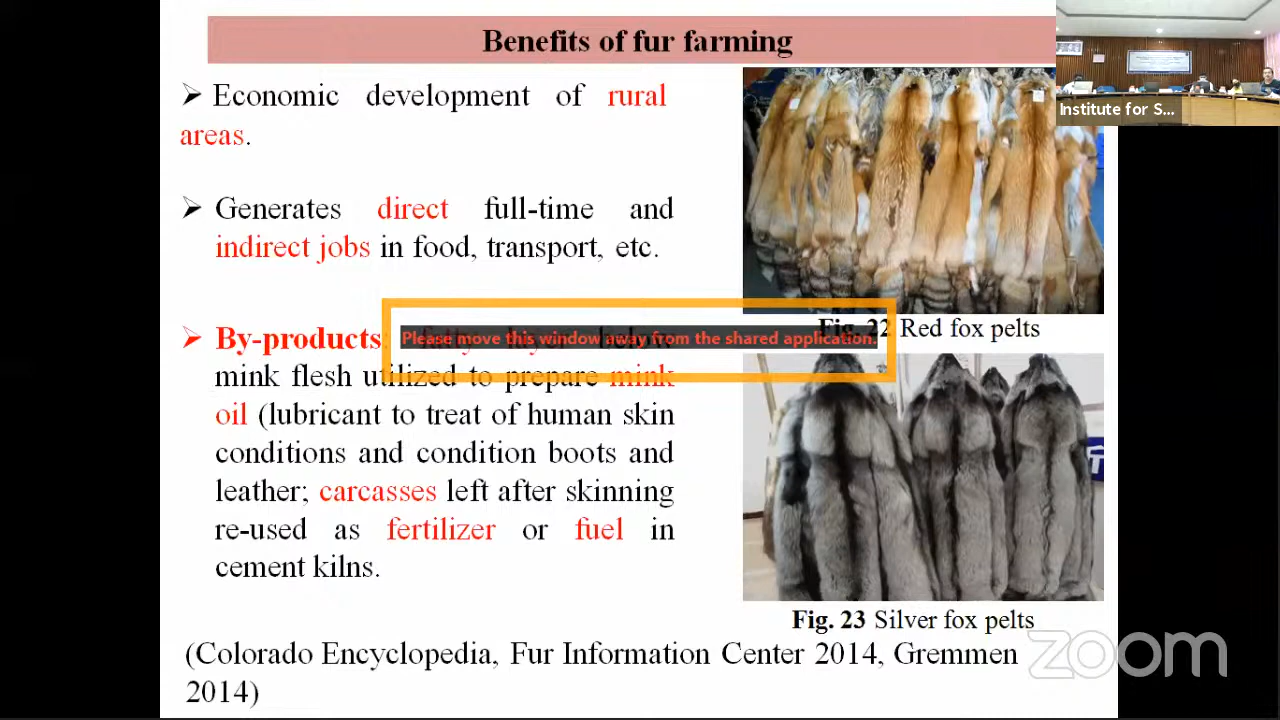 Benefits of fur farming
Institute for S...
➢ Economic development of rural
areas.
➢ Generates direct full-time and
indirect jobs in food, transport, etc.
➢ By-products: fatty layer below
Please move this window away from the shared application.
mink flesh utilized to prepare mink
oil (lubricant to treat of human skin
conditions and condition boots and
leather; carcasses left after skinning
re-used as fertilizer or fuel in
cement kilns.
Fig. 22 Red fox pelts
Fig. 23 Silver fox pelts
(Colorado Encyclopedia, Fur Information Center 2014, Gremmen
2014)
zoom